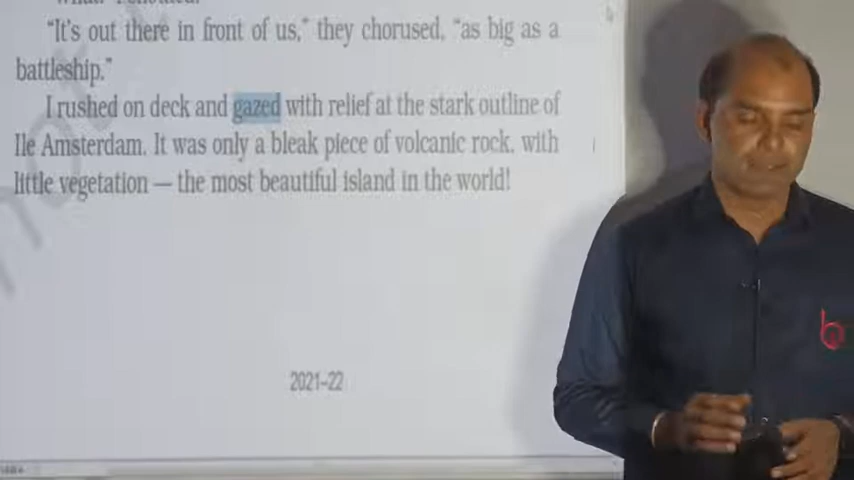 "It's out there in front of us," they chorused, "as big as a
battleship."
I rushed on deck and gazed with relief at the stark outline of
Ile Amsterdam. It was only a bleak piece of volcanic rock, with
little vegetation — the most beautiful island in the world!
not
2021–22